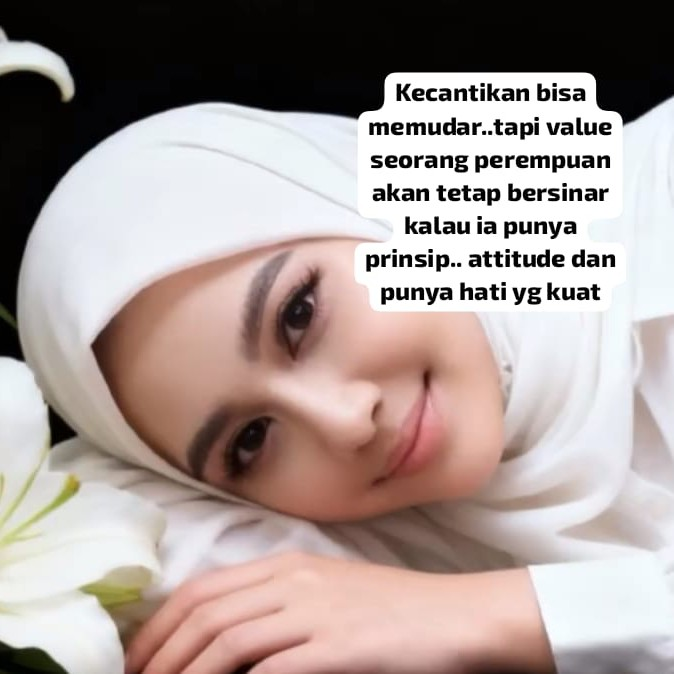 Kecantikan bisa
memudar..tapi value
seorang perempuan
akan tetap bersinar
kalau ia punya
prinsip.. attitude dan
punya hati yg kuat